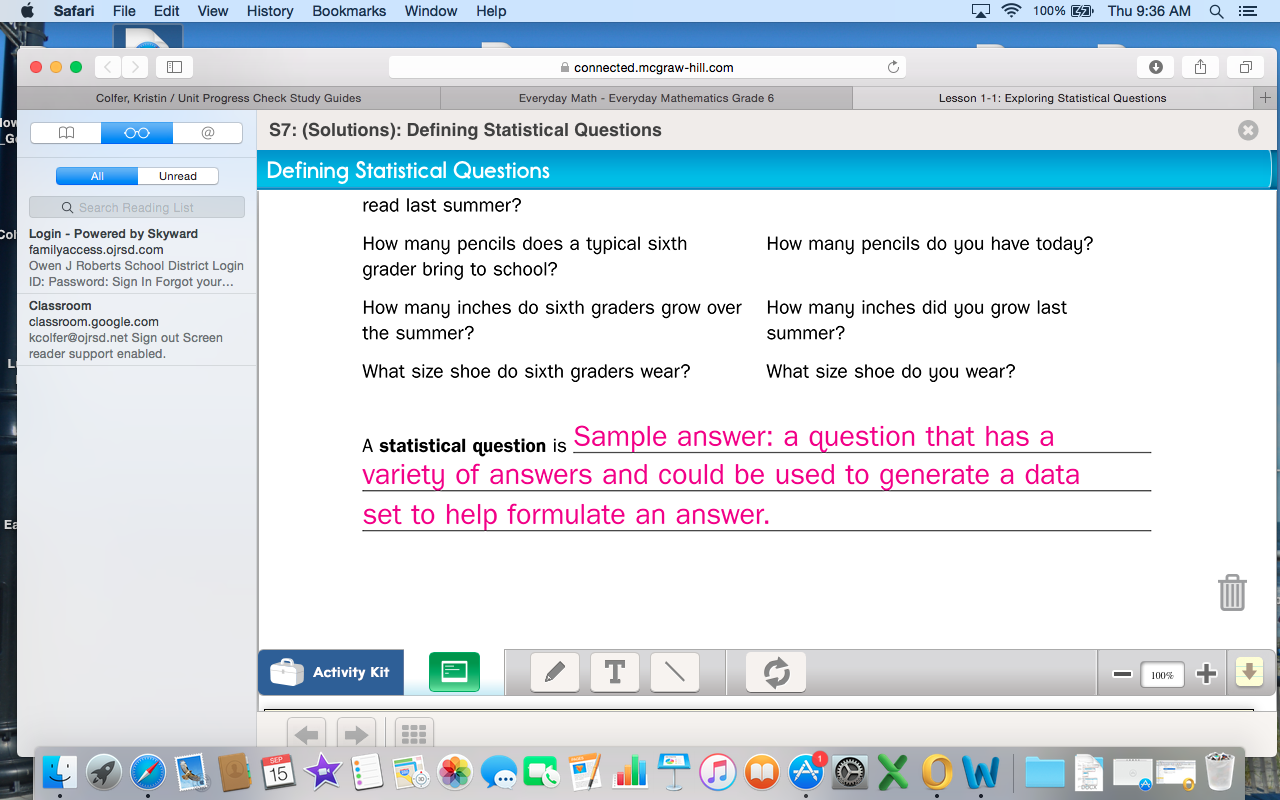 Safari File Edit View History Bookmarks Window Help 100% Thu 9:36 AM
connected.mcgraw-hill.com
Colfer, Kristin / Unit Progress Check Study Guides Everyday Math - Everyday Mathematics Grade 6 Lesson 1-1: Exploring Statistical Questions
@
S7: (Solutions): Defining Statistical Questions
All Unread
Defining Statistical Questions
Search Reading List
Login - Powered by Skyward
familyaccess.ojrsd.com
Owen J Roberts School District Login
ID: Password: Sign In Forgot your...
Classroom
classroom.google.com
kcolfer@ojrsd.net Sign out Screen
reader support enabled.
read last summer?
How many pencils does a typical sixth
grader bring to school?
How many pencils do you have today?
How many inches do sixth graders grow over
the summer?
How many inches did you grow last
summer?
What size shoe do sixth graders wear?
What size shoe do you wear?
A statistical question is Sample answer: a question that has a
variety of answers and could be used to generate a data
set to help formulate an answer.
Activity Kit
T
100%
SEP
15
1